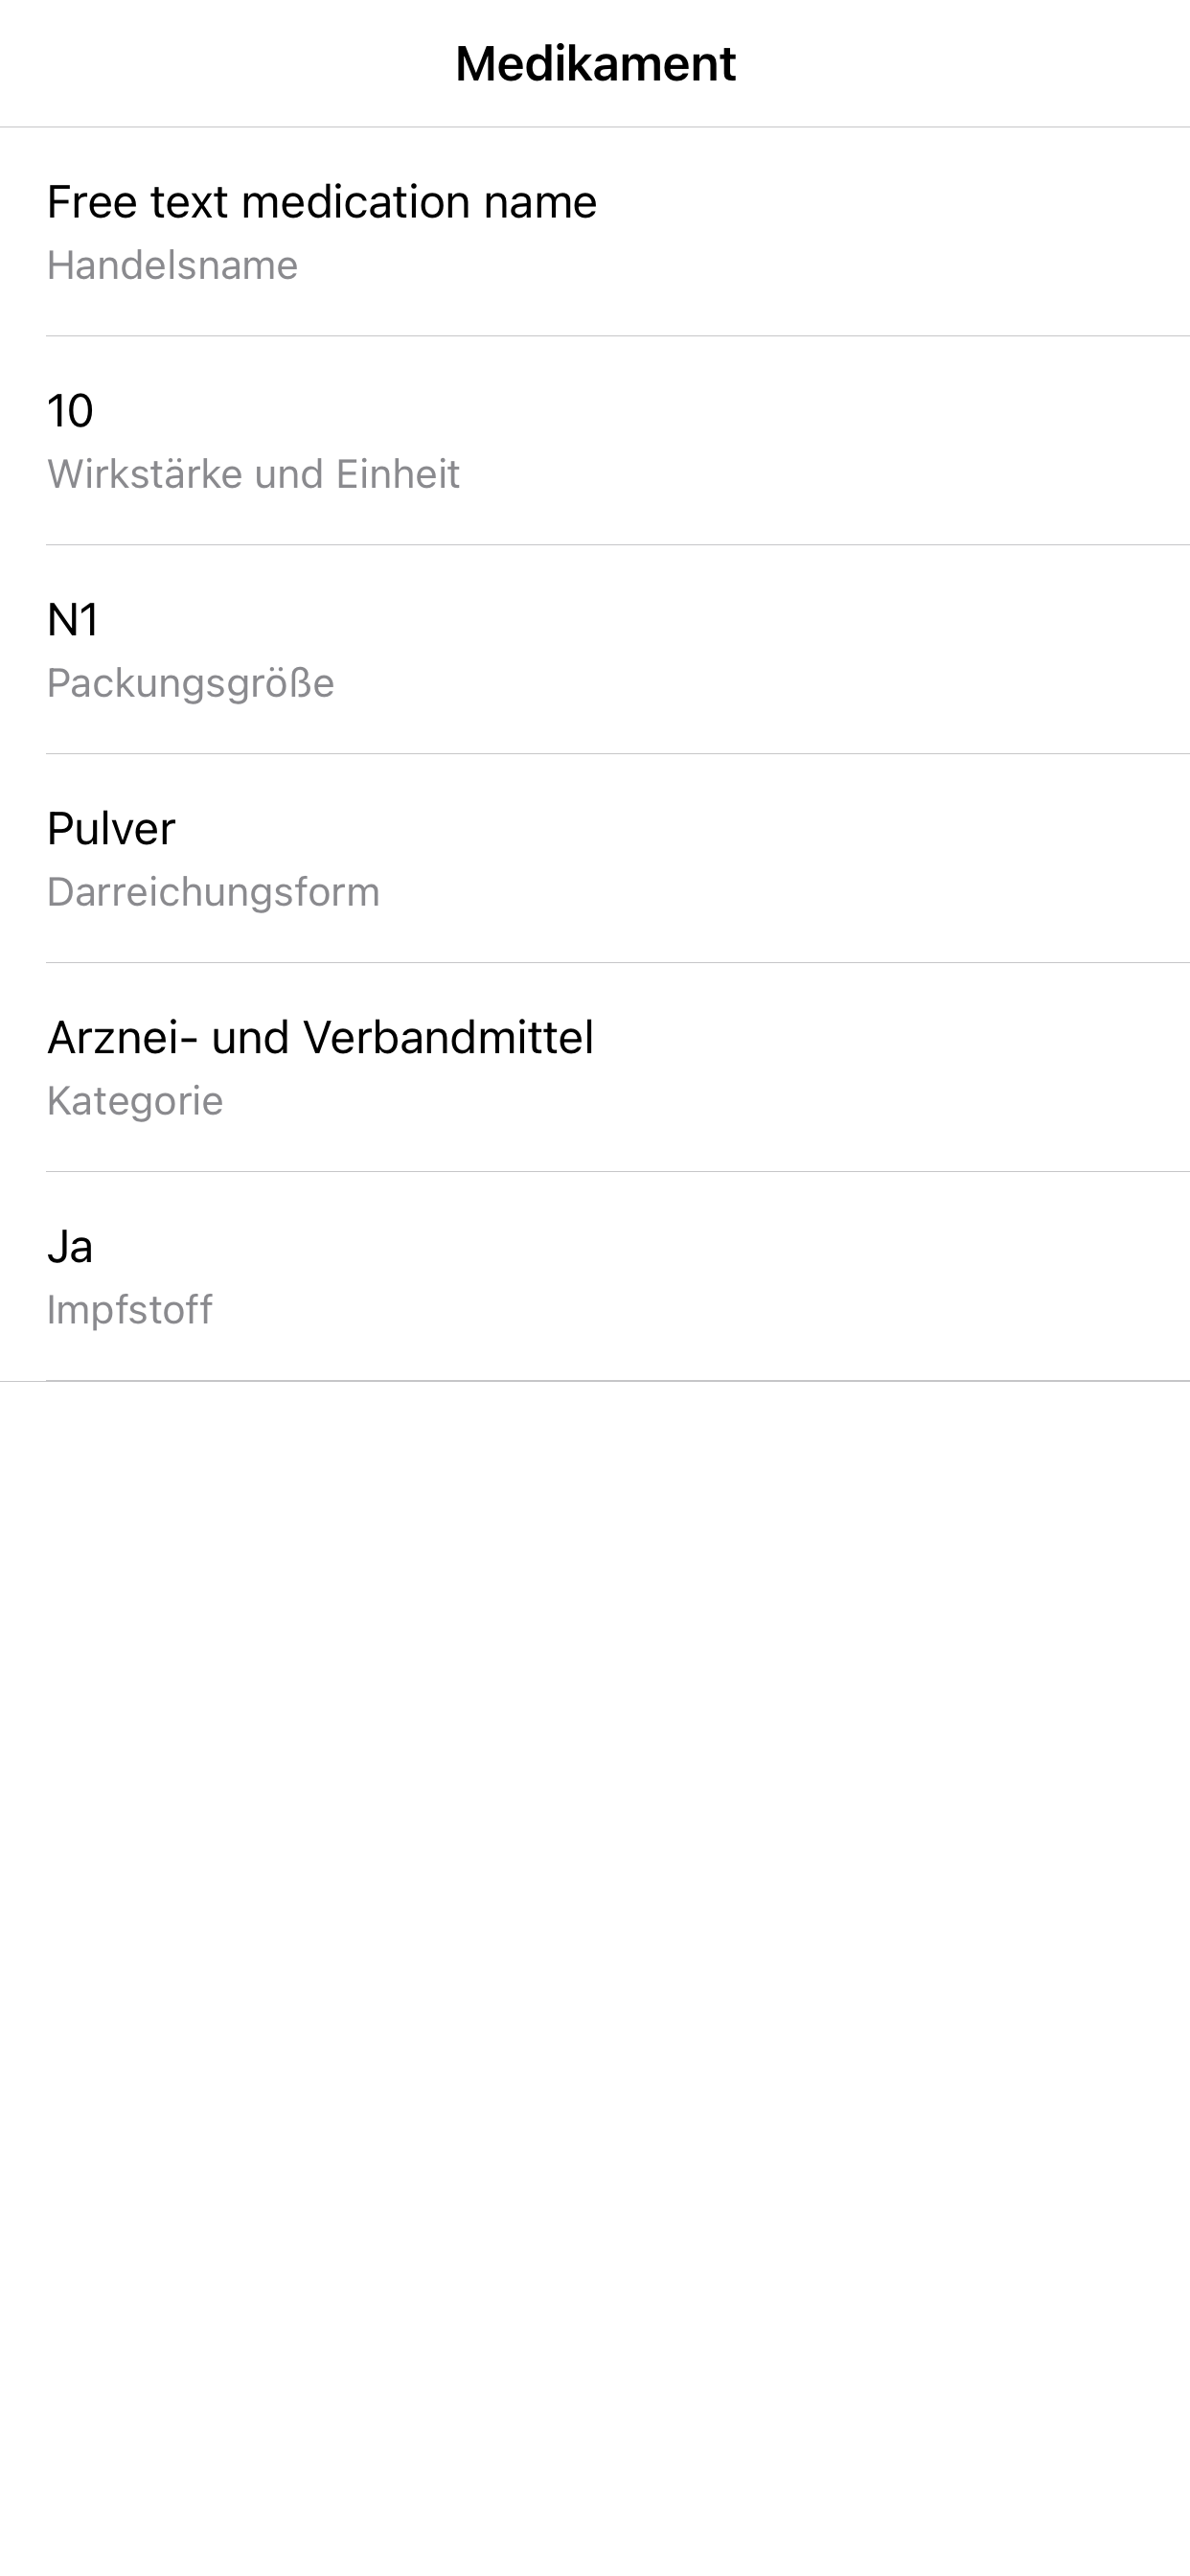 Medikament
Free text medication name
Handelsname
10
Wirkstärke und Einheit
N1
Packungsgröße
Pulver
Darreichungsform
Arznei- und Verbandmittel
Kategorie
Ja
Impfstoff